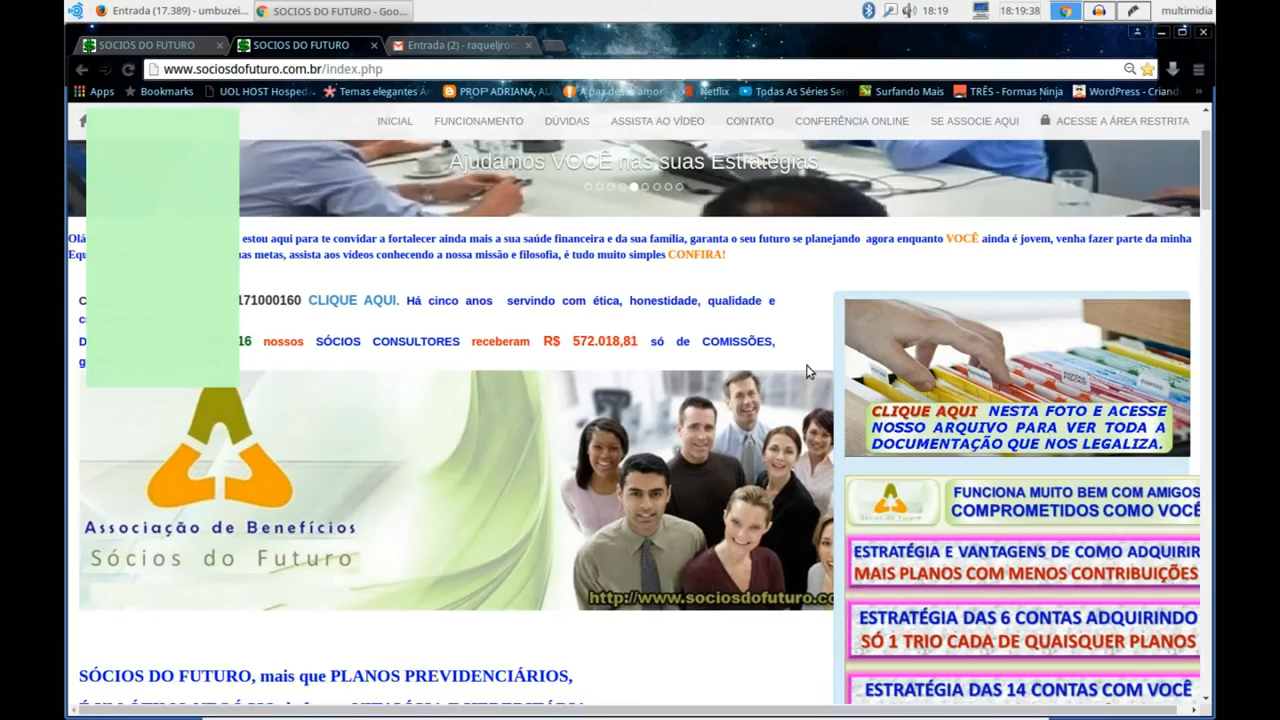 Entrada (17.389) - umbuzei...
SOCIOS DO FUTURO - Goo...
18:19
18:19:38
multimidia
SOCIOS DO FUTURO
SOCIOS DO FUTURO
Entrada (2) - raqueljrod
www.sociosdofuturo.com.br/index.php
Apps
Bookmarks
UOL HOST Hosped
Temas elegantes
PROFª ADRIANA,
Netflix
Todas As Séries
Surfando Mais
TRÊS - Formas Ninja
WordPress - Crian
»
INICIAL
FUNCIONAMENTO
DÚVIDAS
ASSISTA AO VÍDEO
CONTATO
CONFERÊNCIA ONLINE
SE ASSOCIE AQUI
ACESSE A ÁREA RESTRITA
Ajudamos VOCÊ nas suas Estratégias
Olá estou aqui para te convidar a fortalecer ainda mais a sua saúde financeira e da sua família, garanta o seu futuro se planejando agora enquanto VOCÊ ainda é jovem, venha fazer parte da minha
Equ as metas, assista aos vídeos conhecendo a nossa missão e filosofia, é tudo muito simples CONFIRA!
171000160 CLIQUE AQUI. Há cinco anos servindo com ética, honestidade, qualidade e
16 nossos SÓCIOS CONSULTORES receberam R$ 572.018,81 só de COMISSÕES,
CLIQUE AQUI NESTA FOTO E ACESSE
NOSSO ARQUIVO PARA VER TODA A
DOCUMENTAÇÃO QUE NOS LEGALIZA.
Associação de Benefícios
Sócios do Futuro
http://www.sociosdofuturo.co
Sócios do Futuro
FUNCIONA MUITO BEM COM AMIGOS
COMPROMETIDOS COMO VOCÊ
ESTRATÉGIA E VANTAGENS DE COMO ADQUIRIR
MAIS PLANOS COM MENOS CONTRIBUIÇÕES
ESTRATÉGIA DAS 6 CONTAS ADQUIRINDO
SÓ 1 TRIO CADA DE QUAISQUER PLANOS
ESTRATÉGIA DAS 14 CONTAS COM VOCÊ
SÓCIOS DO FUTURO, mais que PLANOS PREVIDENCIÁRIOS,